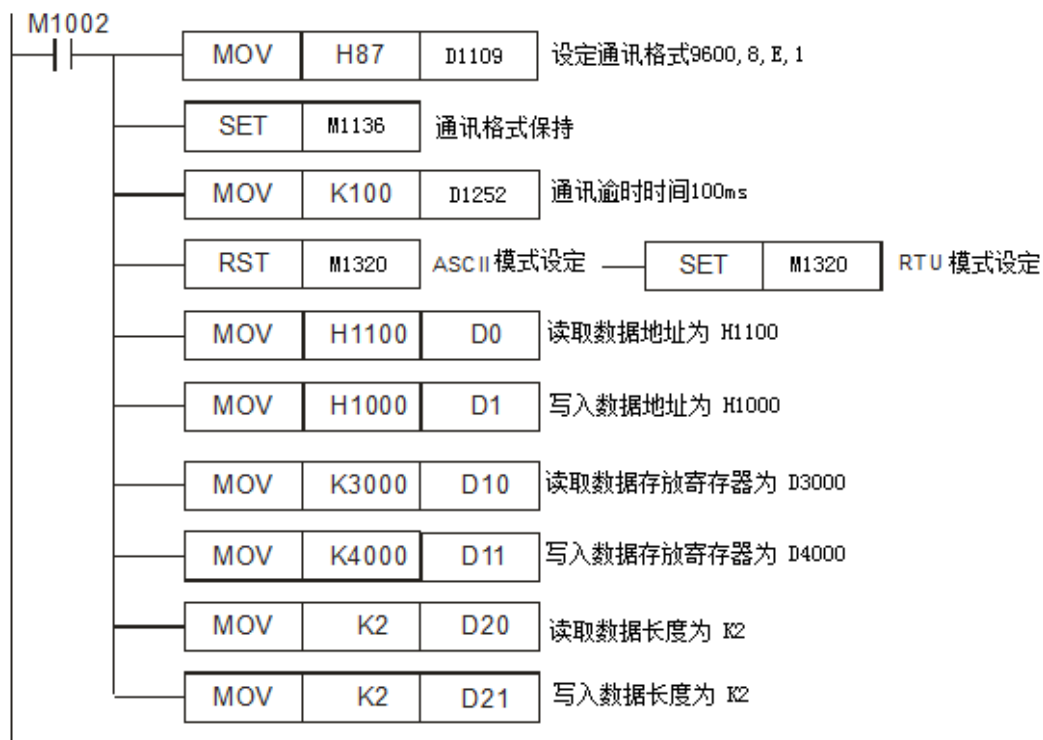 M1002
MOV H87 D1109 设定通讯格式9600,8,E,1
SET M1136 通讯格式保持
MOV K100 D1252 通讯逾时时间100ms
RST M1320 ASCII模式设定 SET M1320 RTU模式设定
MOV H1100 D0 读取数据地址为 H1100
MOV H1000 D1 写入数据地址为 H1000
MOV K3000 D10 读取数据存放寄存器为 D3000
MOV K4000 D11 写入数据存放寄存器为 D4000
MOV K2 D20 读取数据长度为 K2
MOV K2 D21 写入数据长度为 K2